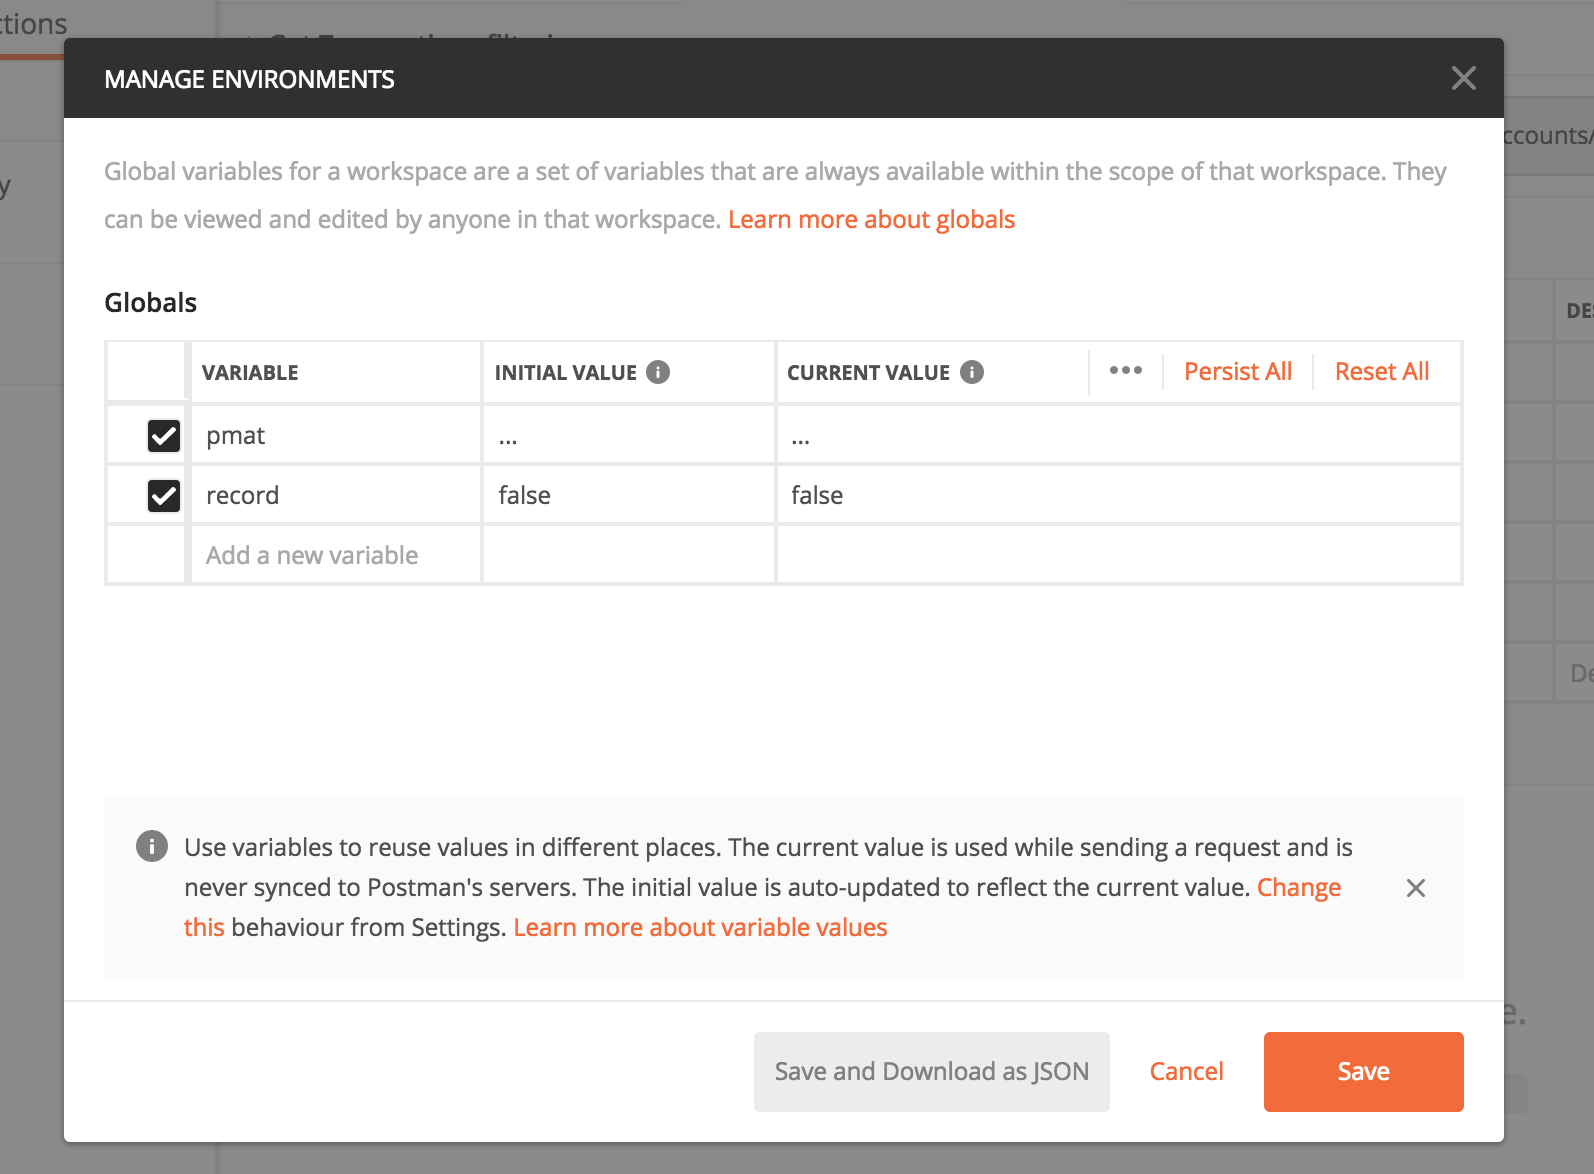 MANAGE ENVIRONMENTS
ccounts/
Global variables for a workspace are a set of variables that are always available within the scope of that workspace. They
can be viewed and edited by anyone in that workspace. Learn more about globals
Globals
VARIABLE INITIAL VALUE CURRENT VALUE ••• Persist All Reset All
pmat ... ...
record false false
Add a new variable
Use variables to reuse values in different places. The current value is used while sending a request and is
never synced to Postman's servers. The initial value is auto-updated to reflect the current value. Change
this behaviour from Settings. Learn more about variable values
Save and Download as JSON Cancel Save